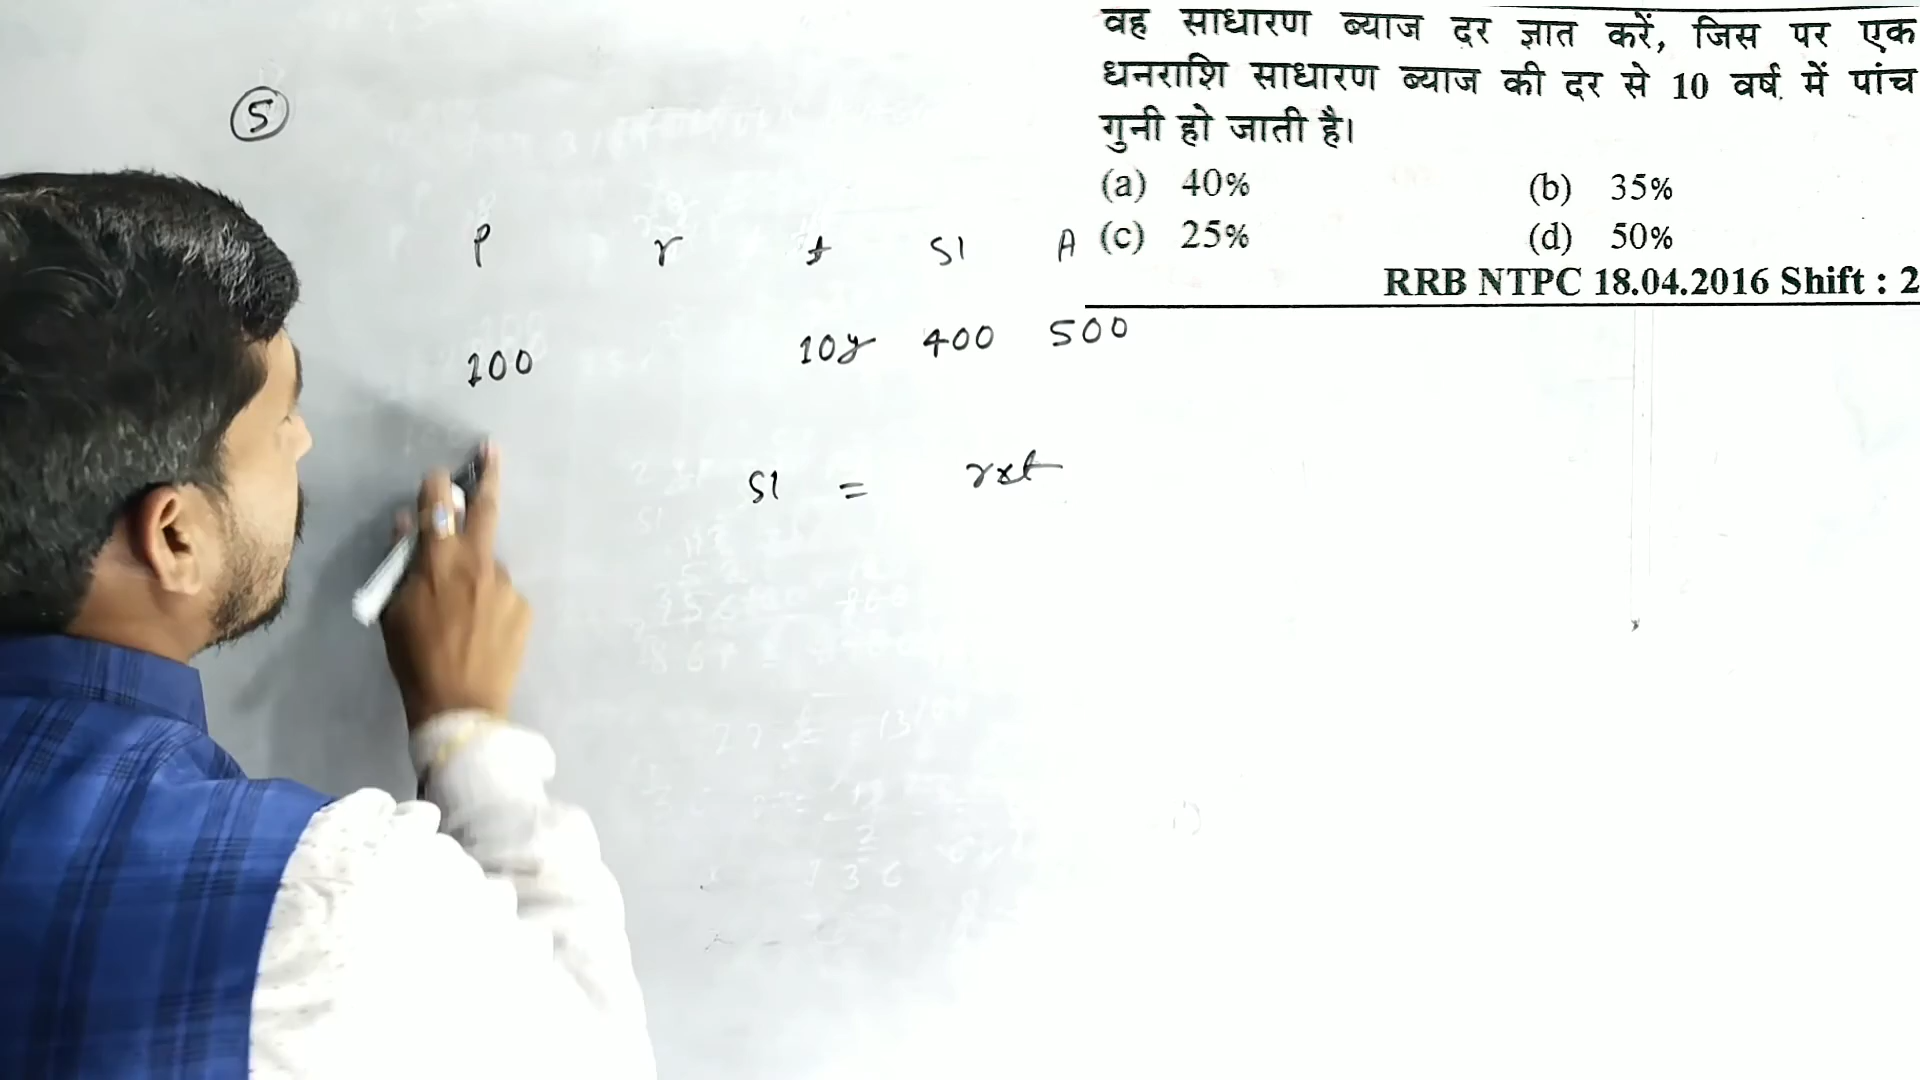 वह साधारण ब्याज दर ज्ञात करें, जिस पर एक
धनराशि साधारण ब्याज की दर से 10 वर्ष में पांच
गुनी हो जाती है।
(a) 40% (b) 35%
(c) 25% (d) 50%
RRB NTPC 18.04.2016 Shift : 2
5
P r t SI A
100 10y 400 500
SI = r×t